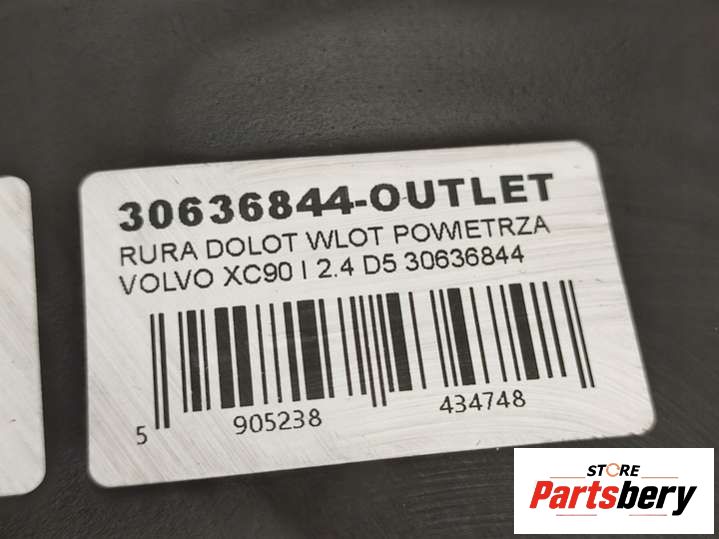 30636844-OUTLET
RURA DOLOT WLOT POWIETRZA
VOLVO XC90 I 2.4 D5 30636844
5 905238 434748
STORE
Partsbery